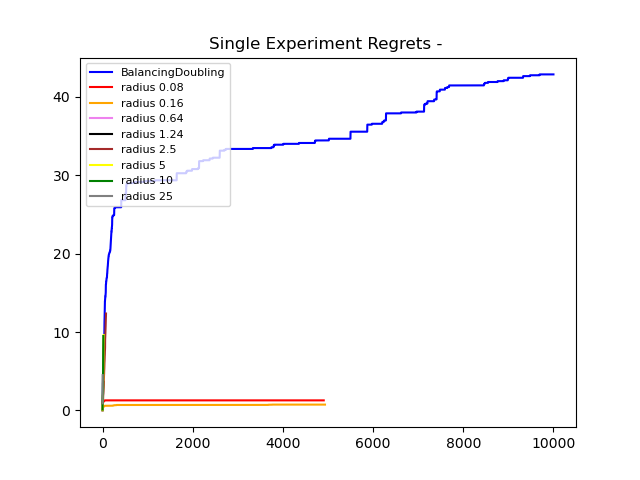 Single Experiment Regrets -
BalancingDoubling
radius 0.08
radius 0.16
radius 0.64
radius 1.24
radius 2.5
radius 5
radius 10
radius 25
40
30
20
10
0
0 2000 4000 6000 8000 10000